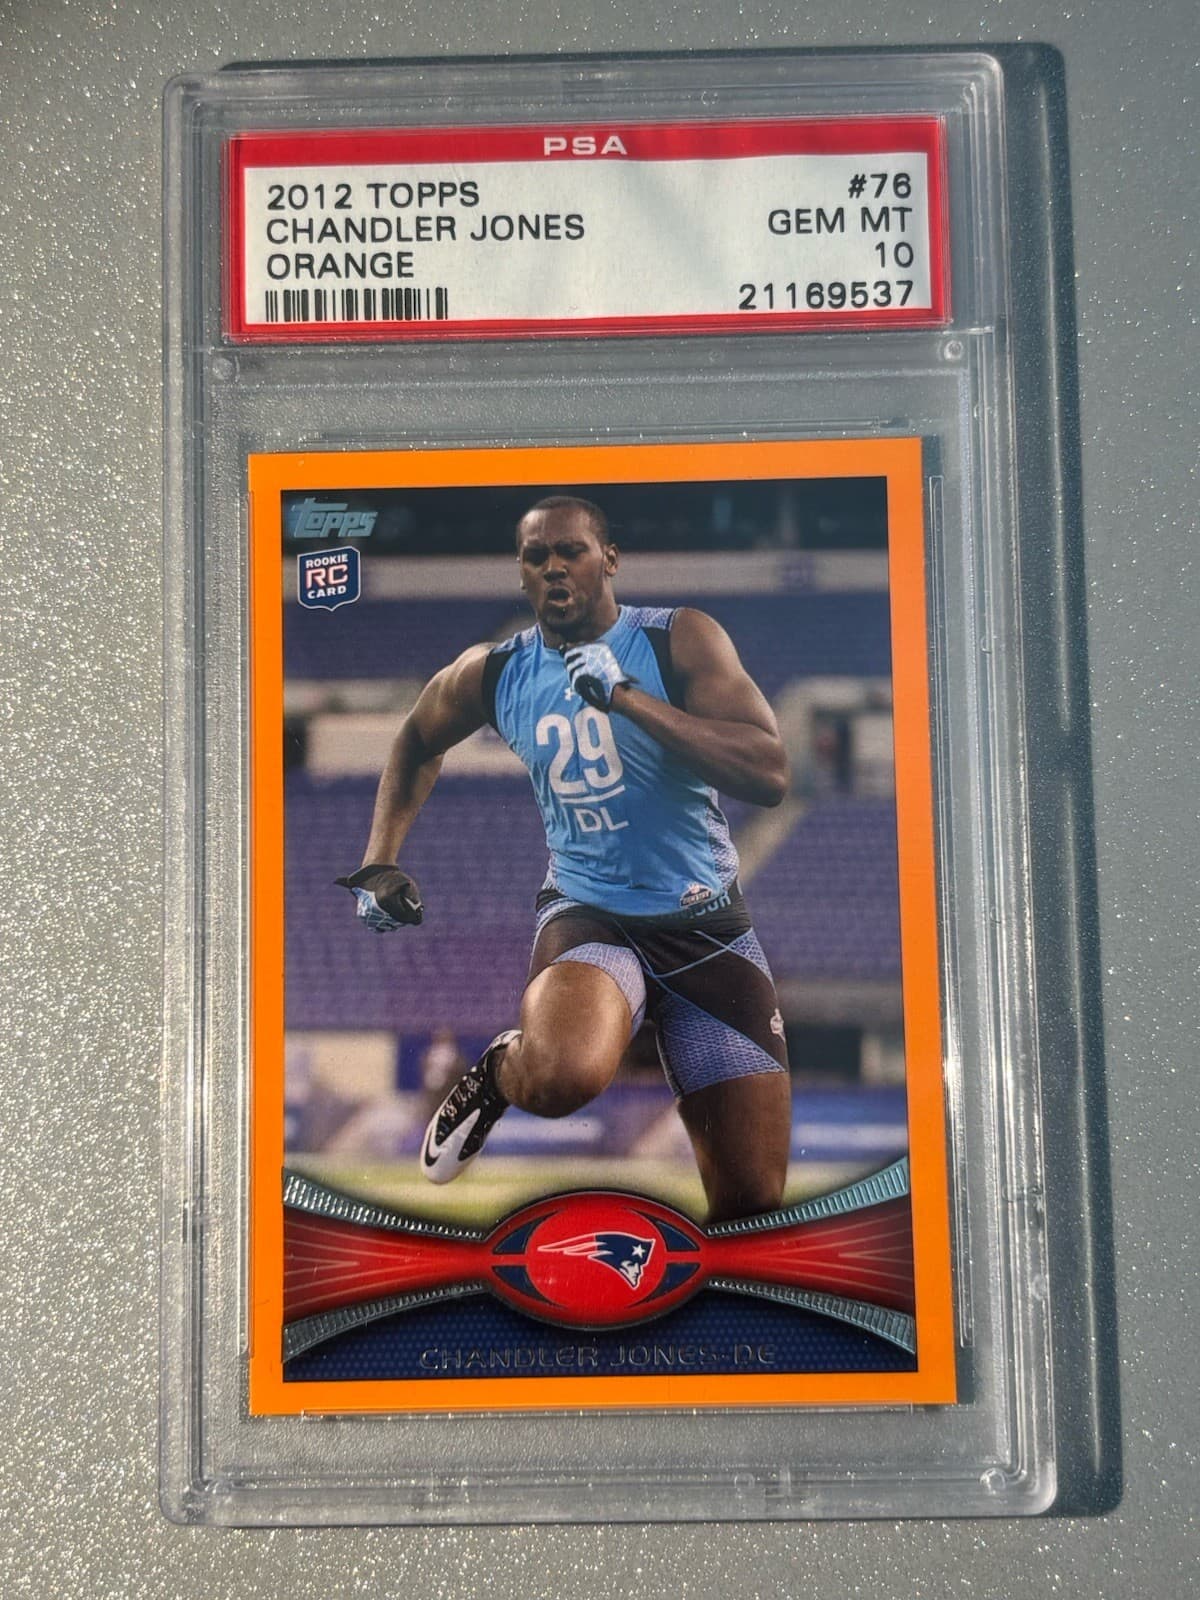 PSA
2012 TOPPS #76
CHANDLER JONES GEM MT
ORANGE 10
21169537
Topps
ROOKIE
RC
CARD
29
DL
CHANDLER JONES·DE